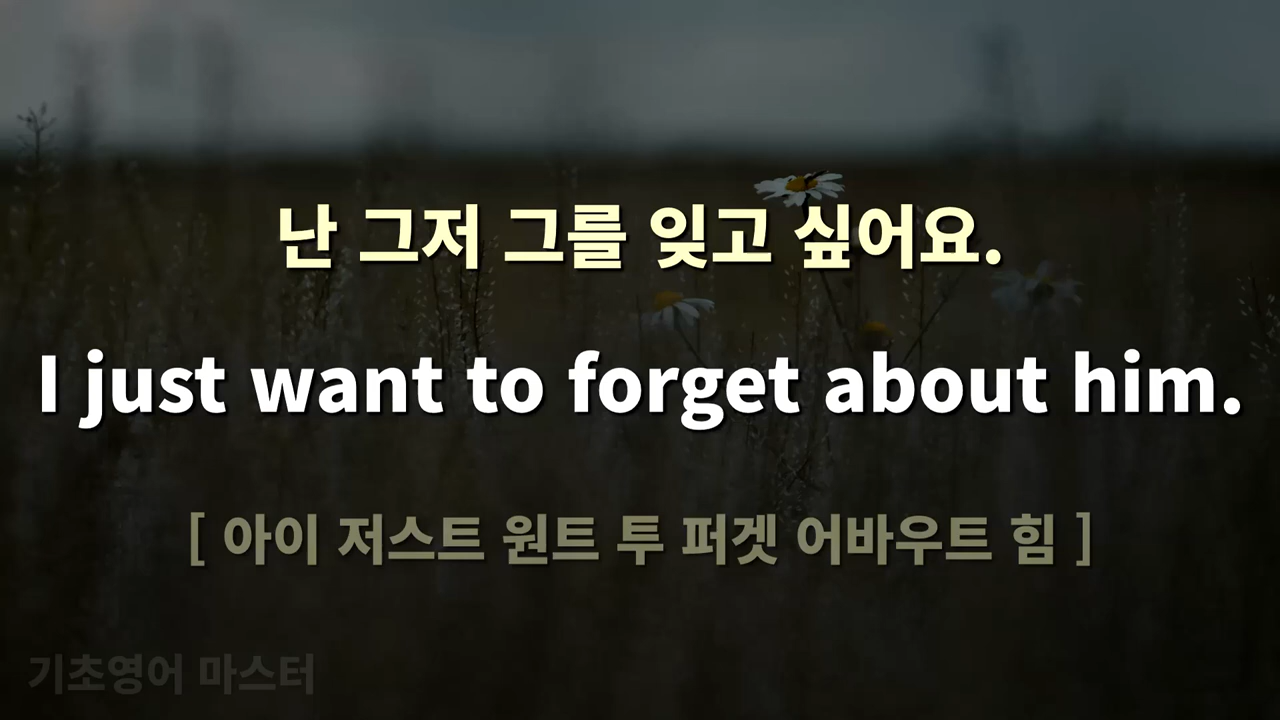 난 그저 그를 잊고 싶어요.
I just want to forget about him.
[ 아이 저스트 원트 투 퍼겟 어바우트 힘 ]
기초영어 마스터